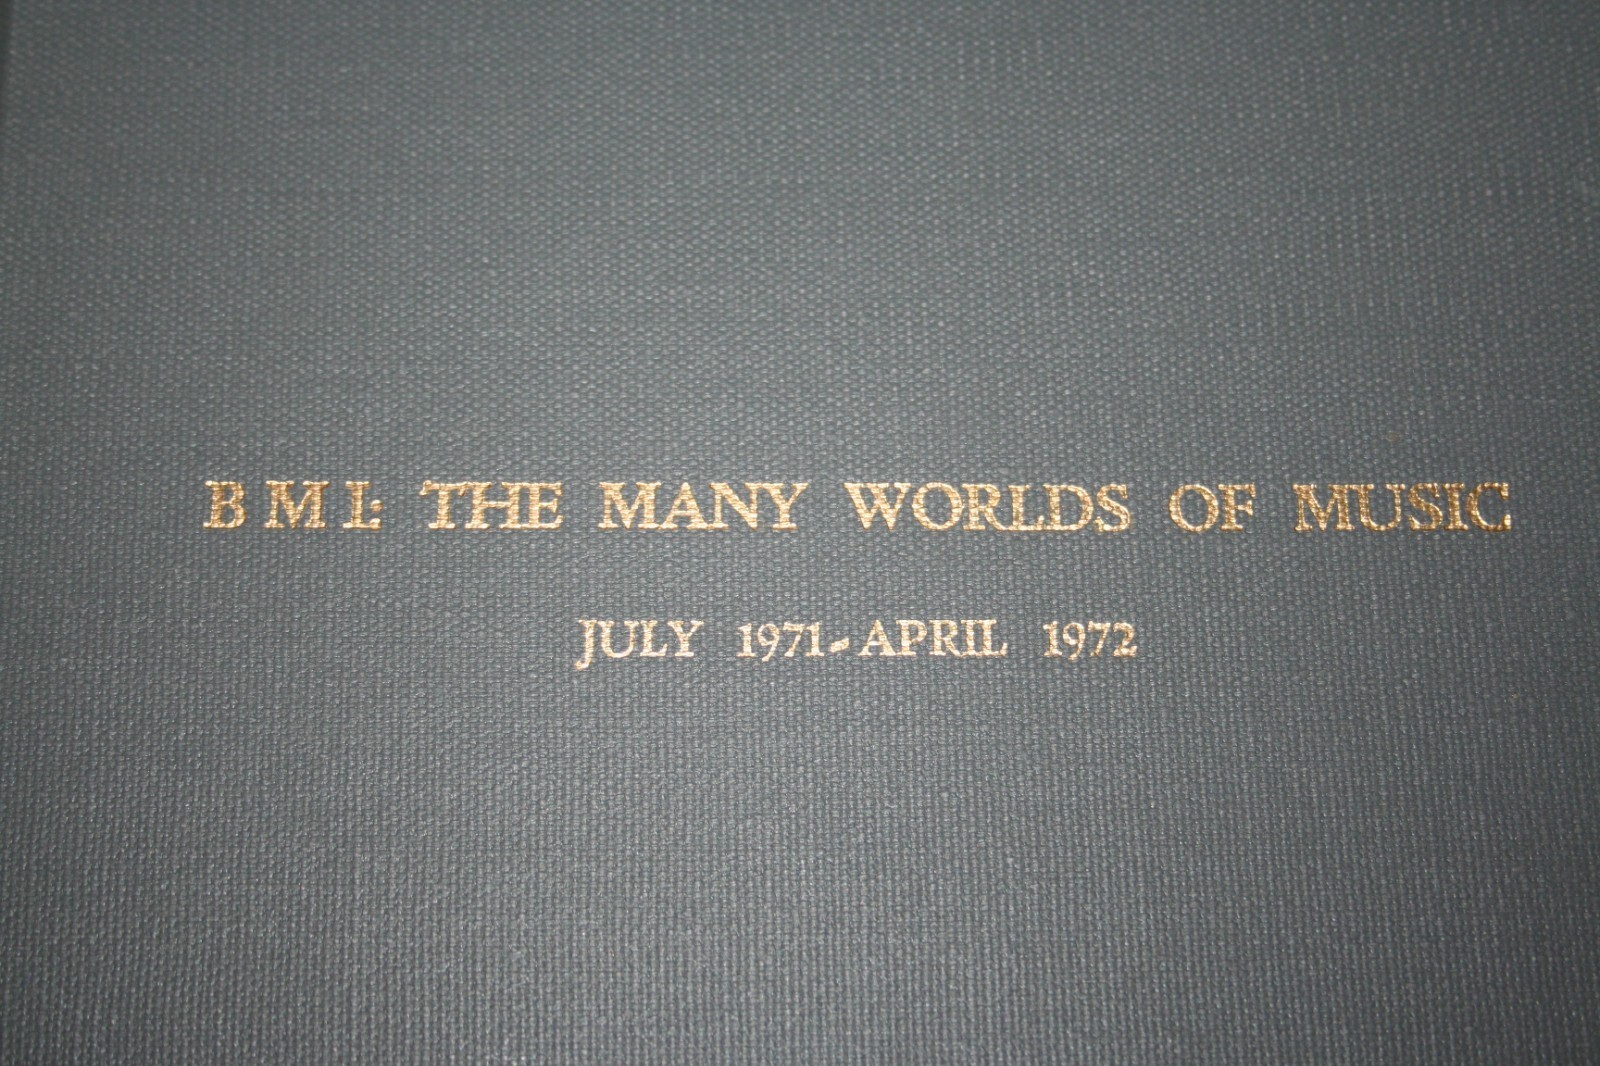 B M I: THE MANY WORLDS OF MUSIC
JULY 1971-APRIL 1972